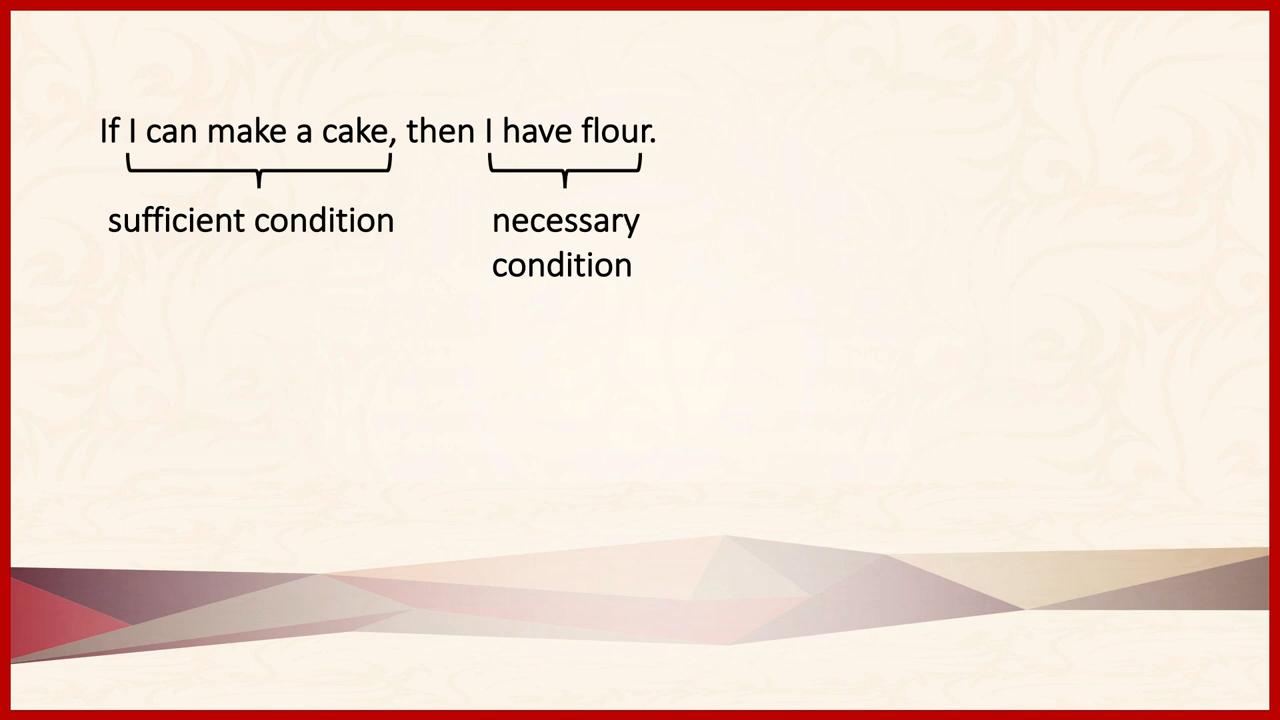 If I can make a cake, then I have flour.
sufficient condition
necessary
condition